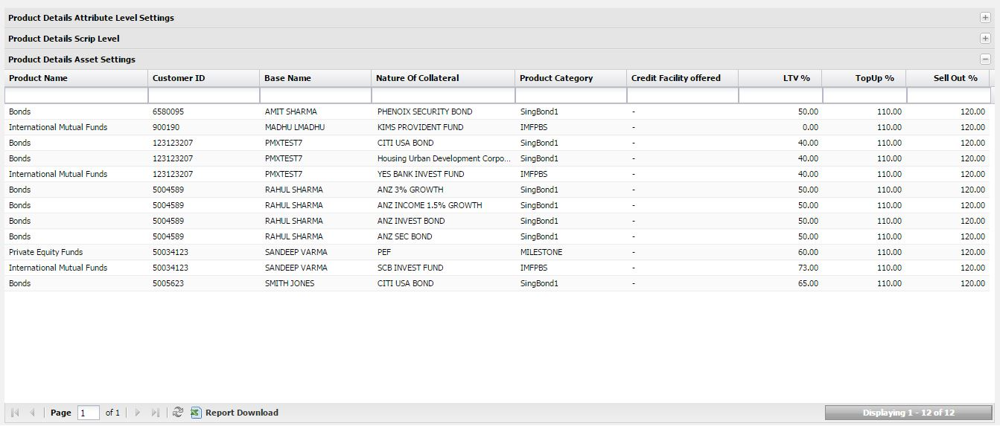 Product Details Attribute Level Settings
Product Details Scrip Level
Product Details Asset Settings
Product Name Customer ID Base Name Nature Of Collateral Product Category Credit Facility offered LTV % TopUp % Sell Out %
Bonds 6580095 AMIT SHARMA PHENOIX SECURITY BOND SingBond1 - 50.00 110.00 120.00
International Mutual Funds 900190 MADHU LMADHU KIMS PROVIDENT FUND IMFPBS - 0.00 110.00 120.00
Bonds 123123207 PMXTEST7 CITI USA BOND SingBond1 - 40.00 110.00 120.00
Bonds 123123207 PMXTEST7 Housing Urban Development Corpo... SingBond1 - 40.00 110.00 120.00
International Mutual Funds 123123207 PMXTEST7 YES BANK INVEST FUND IMFPBS - 40.00 110.00 120.00
Bonds 5004589 RAHUL SHARMA ANZ 3% GROWTH SingBond1 - 50.00 110.00 120.00
Bonds 5004589 RAHUL SHARMA ANZ INCOME 1.5% GROWTH SingBond1 - 50.00 110.00 120.00
Bonds 5004589 RAHUL SHARMA ANZ INVEST BOND SingBond1 - 50.00 110.00 120.00
Bonds 5004589 RAHUL SHARMA ANZ SEC BOND SingBond1 - 50.00 110.00 120.00
Private Equity Funds 50034123 SANDEEP VARMA PEF MILESTONE - 60.00 110.00 120.00
International Mutual Funds 50034123 SANDEEP VARMA SCB INVEST FUND IMFPBS - 73.00 110.00 120.00
Bonds 5005623 SMITH JONES CITI USA BOND SingBond1 - 65.00 110.00 120.00
Page 1 of 1 Report Download Displaying 1 - 12 of 12